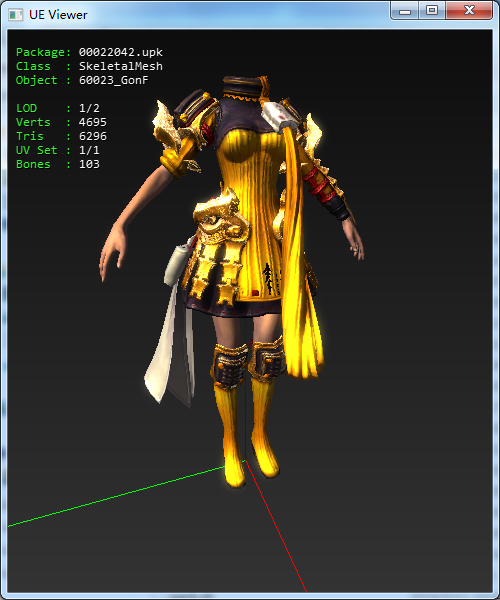 UE Viewer
Package: 00022042.upk
Class  : SkeletalMesh
Object : 60023_GonF
LOD    : 1/2
Verts  : 4695
Tris   : 6296
UV Set : 1/1
Bones  : 103